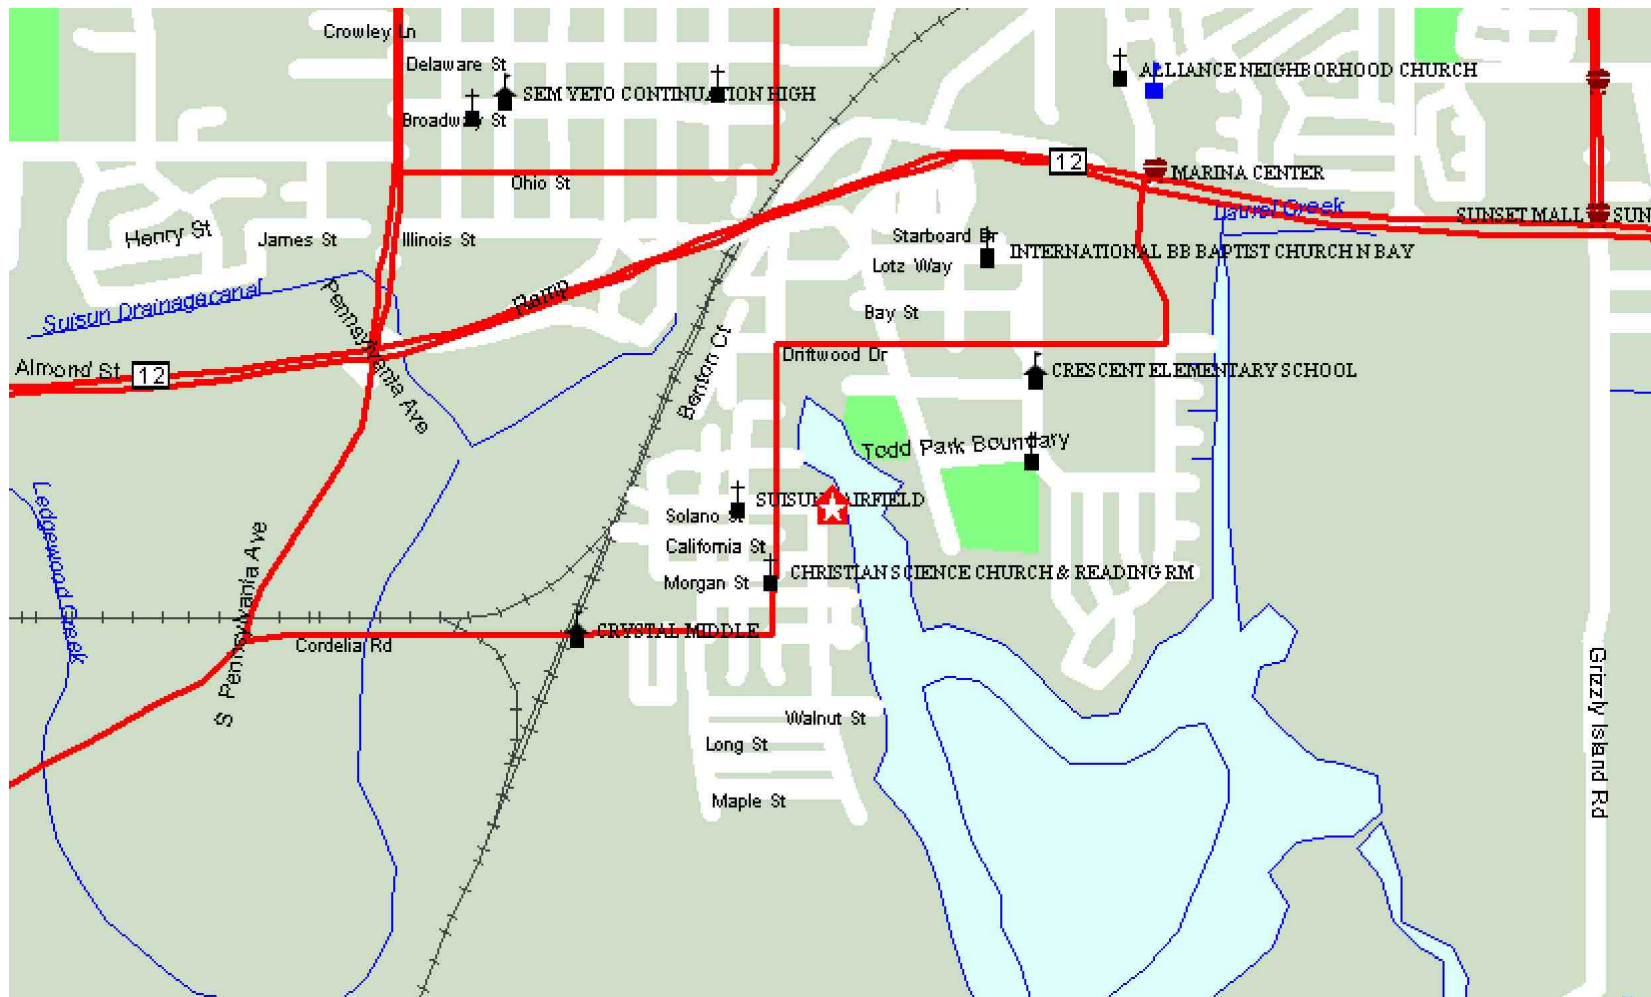 Crowley Ln
Delaware St
ALLIANCE NEIGHBORHOOD CHURCH
SEM YETO CONTINUATION HIGH
Broadway St
12
MARINA CENTER
Ohio St
Laurel Creek
SUNSET MALL
SUN
Henry St
James St
Illinois St
Starboard Dr
INTERNATIONAL BB BAPTIST CHURCH N BAY
Lotz Way
Suisun Drainagecanal
Ramp
Bay St
Pennsylvania Ave
Benton Ct
Driftwood Dr
Almond St
12
CRESCENT ELEMENTARY SCHOOL
Todd Park Boundary
Ledgewood Creek
SUISUN FAIRFIELD
Solano St
California St
S Pennsylvania Ave
Morgan St
CHRISTIAN SCIENCE CHURCH & READING RM
CRYSTAL MIDDLE
Cordelia Rd
Grizzly Island Rd
Walnut St
Long St
Maple St